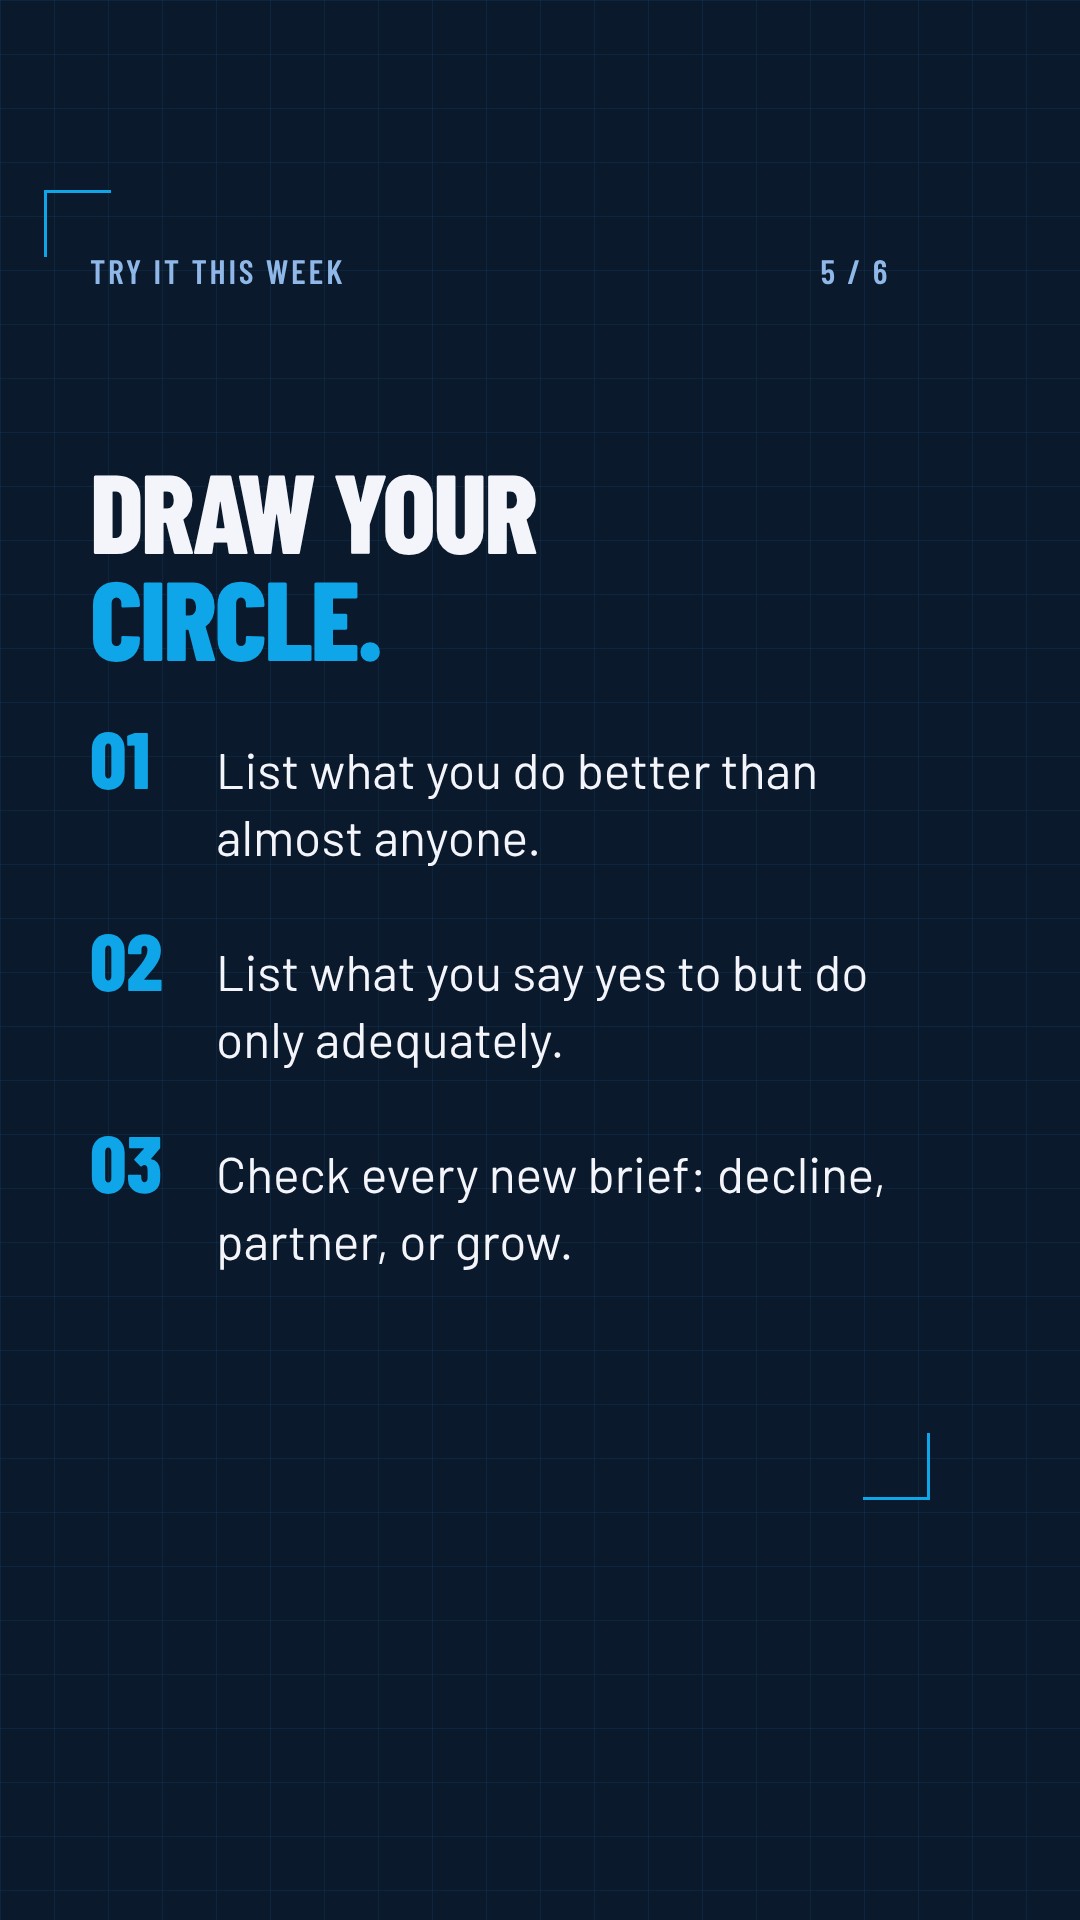 TRY IT THIS WEEK
5 / 6
DRAW YOUR
CIRCLE.
01
List what you do better than
almost anyone.
02
List what you say yes to but do
only adequately.
03
Check every new brief: decline,
partner, or grow.